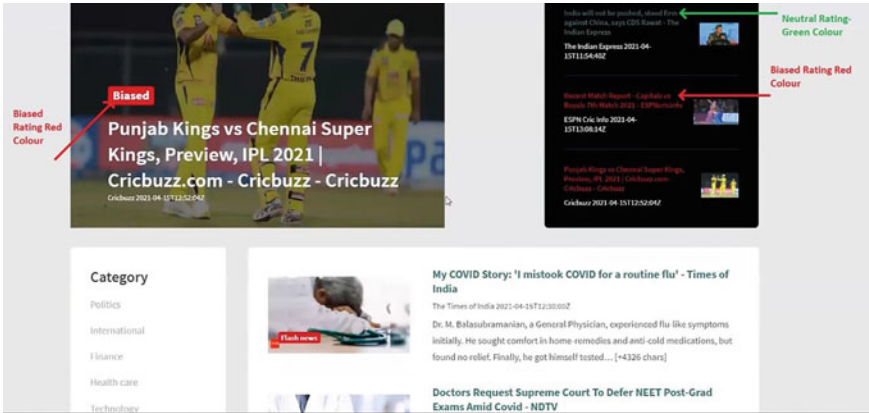 Biased
Rating Red
Colour
Biased
Punjab Kings vs Chennai Super
Kings, Preview, IPL 2021 |
Cricbuzz.com - Cricbuzz - Cricbuzz
Cricbuzz 2021-04-15T12:52:04Z
7
India will not be pushed, stood firm
against China, says CDS Rawat - The
Indian Express
The Indian Express 2021-04-
15T11:54:40Z
Recent Match Report - Capitals vs
Royals 7th Match 2021 - ESPNcricinfo
ESPN Cric Info 2021-04-
15T13:08:14Z
Punjab Kings vs Chennai Super Kings,
Preview, IPL 2021 | Cricbuzz.com -
Cricbuzz - Cricbuzz
Cricbuzz 2021-04-15T12:52:04Z
Neutral Rating-
Green Colour
Biased Rating Red
Colour
Category
Politics
International
Finance
Health care
Technology
Flash news
My COVID Story: 'I mistook COVID for a routine flu' - Times of
India
The Times of India 2021-04-15T12:30:00Z
Dr. M. Balasubramanian, a General Physician, experienced flu-like symptoms
initially. He sought comfort in home-remedies and anti-cold medications, but
found no relief. Finally, he got himself tested… [+4326 chars]
Doctors Request Supreme Court To Defer NEET Post-Grad
Exams Amid Covid - NDTV